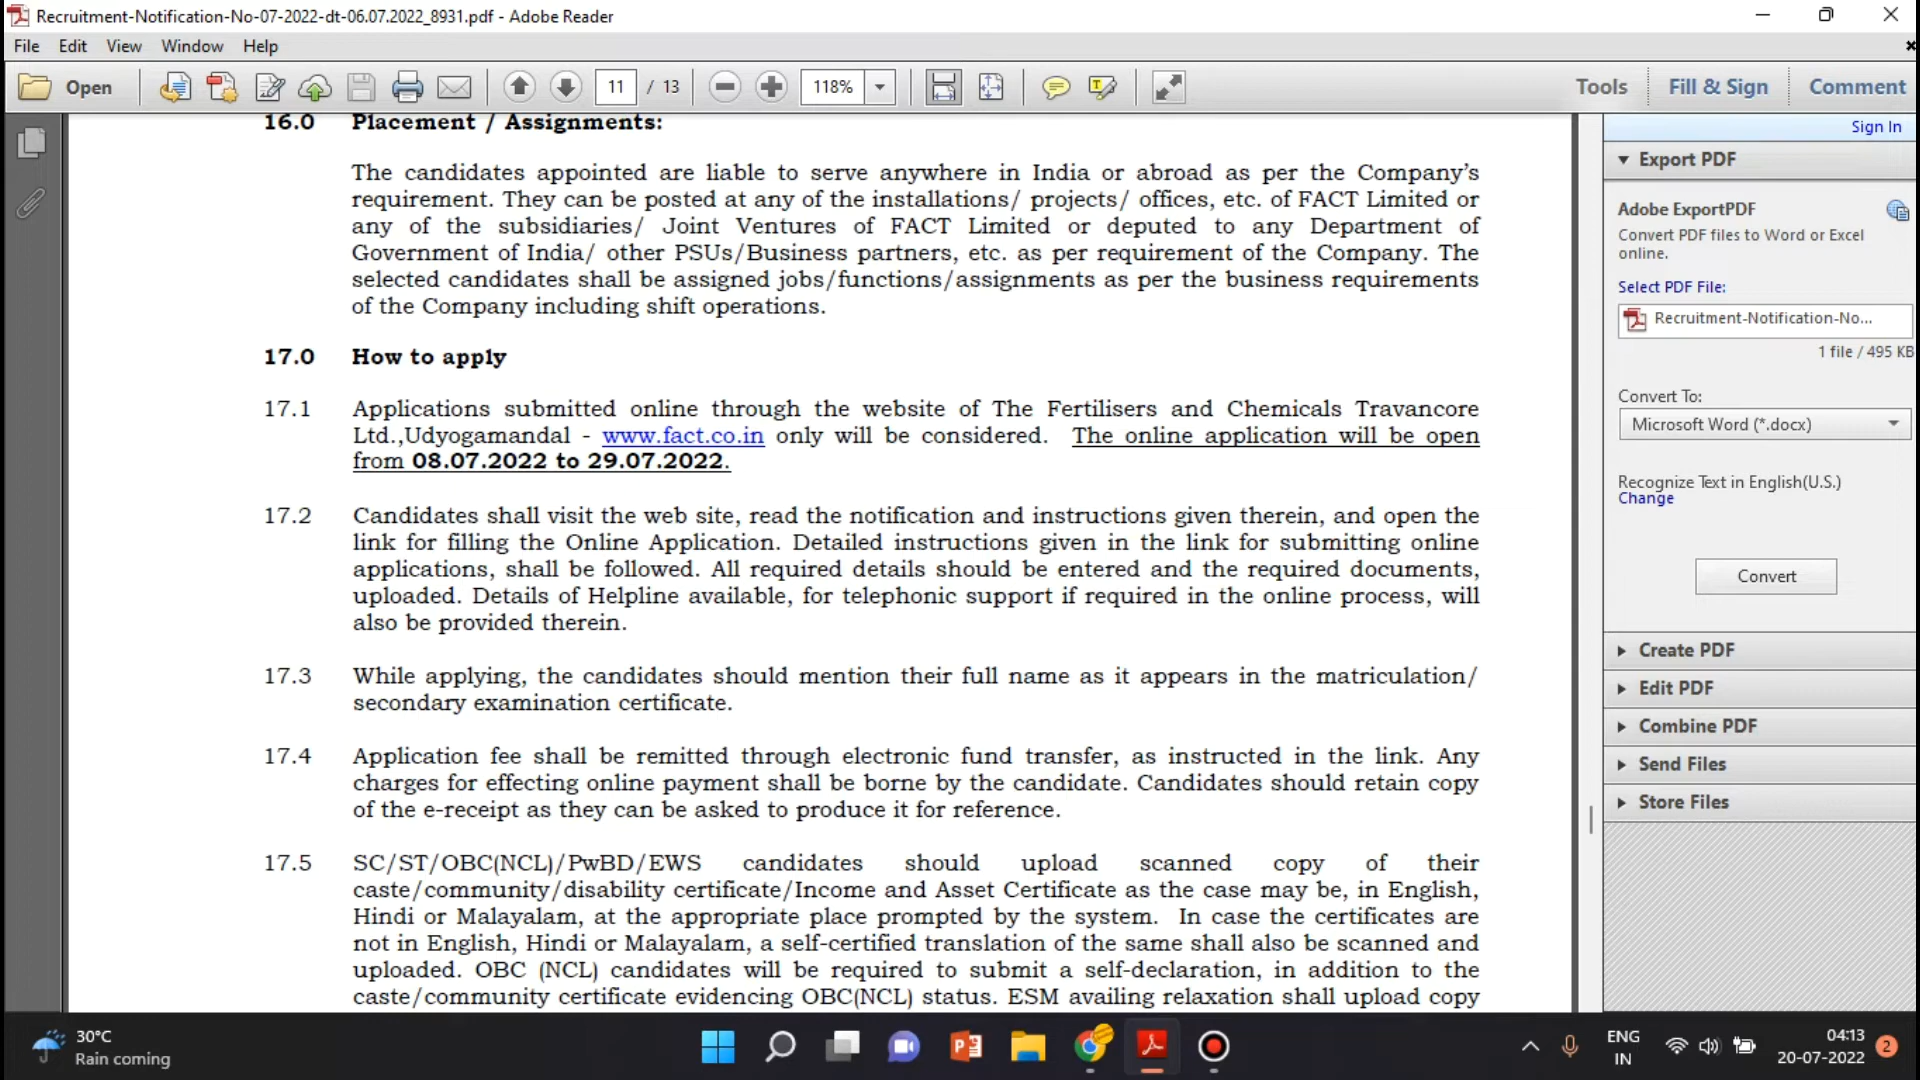 Recruitment-Notification-No-07-2022-dt-06.07.2022_8931.pdf - Adobe Reader
File Edit View Window Help
Open 11 / 13 118% Tools Fill & Sign Comment
16.0 Placement / Assignments:
The candidates appointed are liable to serve anywhere in India or abroad as per the Company’s
requirement. They can be posted at any of the installations/ projects/ offices, etc. of FACT Limited or
any of the subsidiaries/ Joint Ventures of FACT Limited or deputed to any Department of
Government of India/ other PSUs/Business partners, etc. as per requirement of the Company. The
selected candidates shall be assigned jobs/functions/assignments as per the business requirements
of the Company including shift operations.
17.0 How to apply
17.1 Applications submitted online through the website of The Fertilisers and Chemicals Travancore
Ltd.,Udyogamandal - www.fact.co.in only will be considered. The online application will be open
from 08.07.2022 to 29.07.2022.
17.2 Candidates shall visit the web site, read the notification and instructions given therein, and open the
link for filling the Online Application. Detailed instructions given in the link for submitting online
applications, shall be followed. All required details should be entered and the required documents,
uploaded. Details of Helpline available, for telephonic support if required in the online process, will
also be provided therein.
17.3 While applying, the candidates should mention their full name as it appears in the matriculation/
secondary examination certificate.
17.4 Application fee shall be remitted through electronic fund transfer, as instructed in the link. Any
charges for effecting online payment shall be borne by the candidate. Candidates should retain copy
of the e-receipt as they can be asked to produce it for reference.
17.5 SC/ST/OBC(NCL)/PwBD/EWS candidates should upload scanned copy of their
caste/community/disability certificate/Income and Asset Certificate as the case may be, in English,
Hindi or Malayalam, at the appropriate place prompted by the system. In case the certificates are
not in English, Hindi or Malayalam, a self-certified translation of the same shall also be scanned and
uploaded. OBC (NCL) candidates will be required to submit a self-declaration, in addition to the
caste/community certificate evidencing OBC(NCL) status. ESM availing relaxation shall upload copy
Sign In
Export PDF
Adobe ExportPDF
Convert PDF files to Word or Excel
online.
Select PDF File:
Recruitment-Notification-No...
1 file / 495 KB
Convert To:
Microsoft Word (*.docx)
Recognize Text in English(U.S.)
Change
Convert
Create PDF
Edit PDF
Combine PDF
Send Files
Store Files
30°C
Rain coming
ENG
IN
04:13
20-07-2022
2